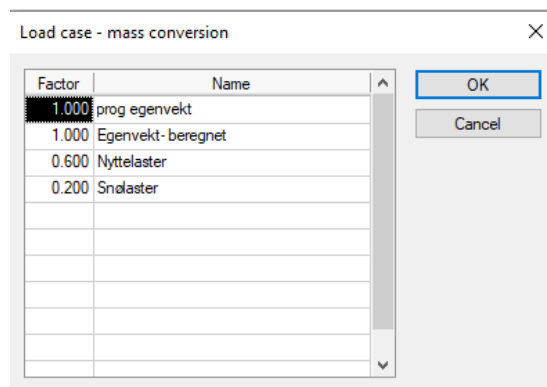 Load case - mass conversion
Factor Name
1.000 prog egenvekt
1.000 Egenvekt- beregnet
0.600 Nyttelaster
0.200 Snølaster
OK
Cancel